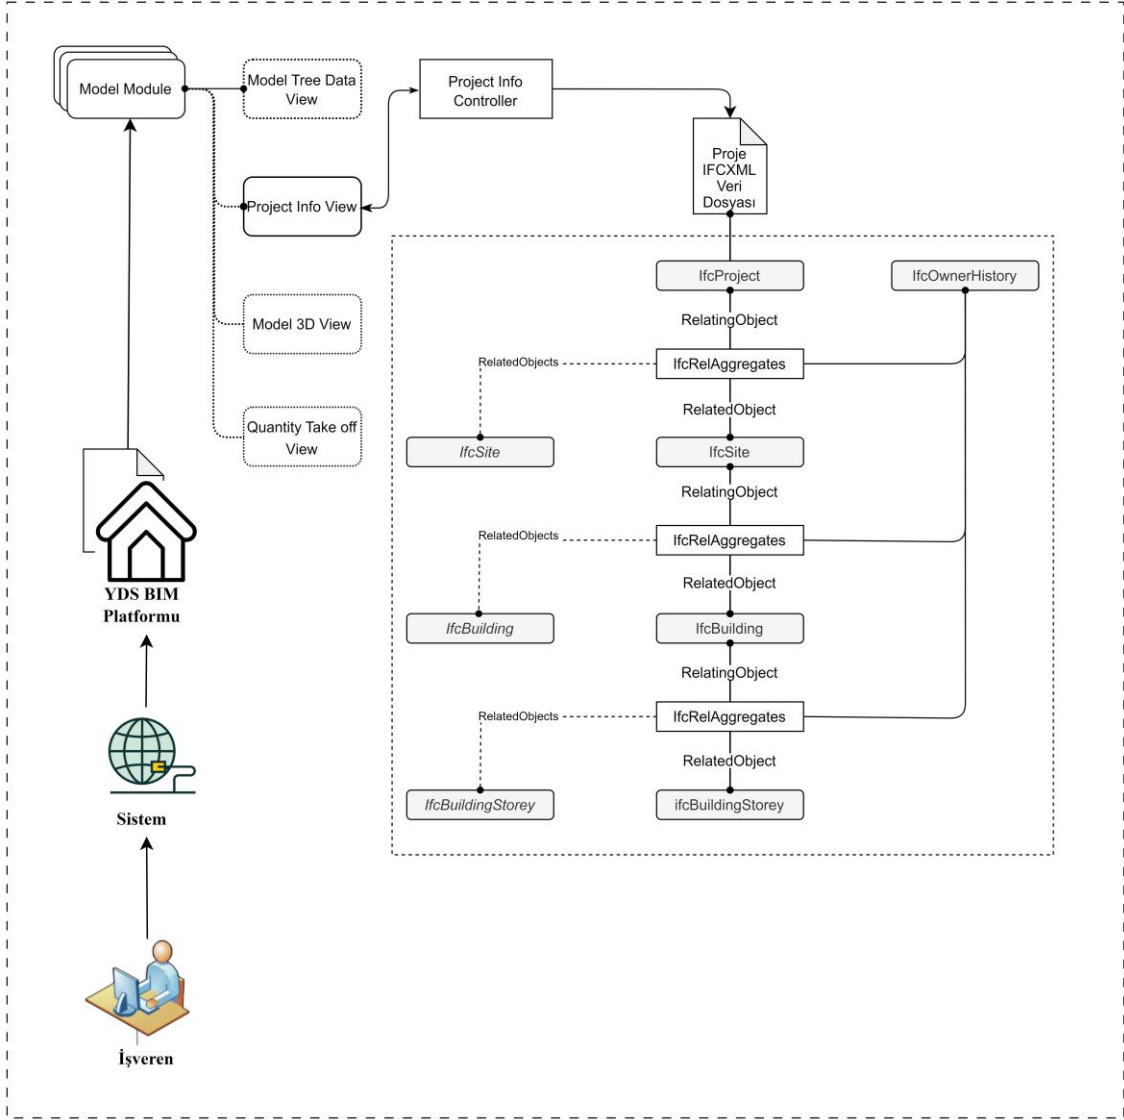 Model Module
Model Tree Data
View
Project Info
Controller
Proje
IFCXML
Veri
Dosyası
Project Info View
IfcProject
IfcOwnerHistory
RelatingObject
Model 3D View
RelatedObjects
IfcRelAggregates
RelatedObject
Quantity Take off
View
IfcSite
IfcSite
RelatingObject
RelatedObjects
IfcRelAggregates
RelatedObject
YDS BIM
Platformu
IfcBuilding
IfcBuilding
RelatingObject
RelatedObjects
IfcRelAggregates
RelatedObject
IfcBuildingStorey
ifcBuildingStorey
Sistem
İşveren